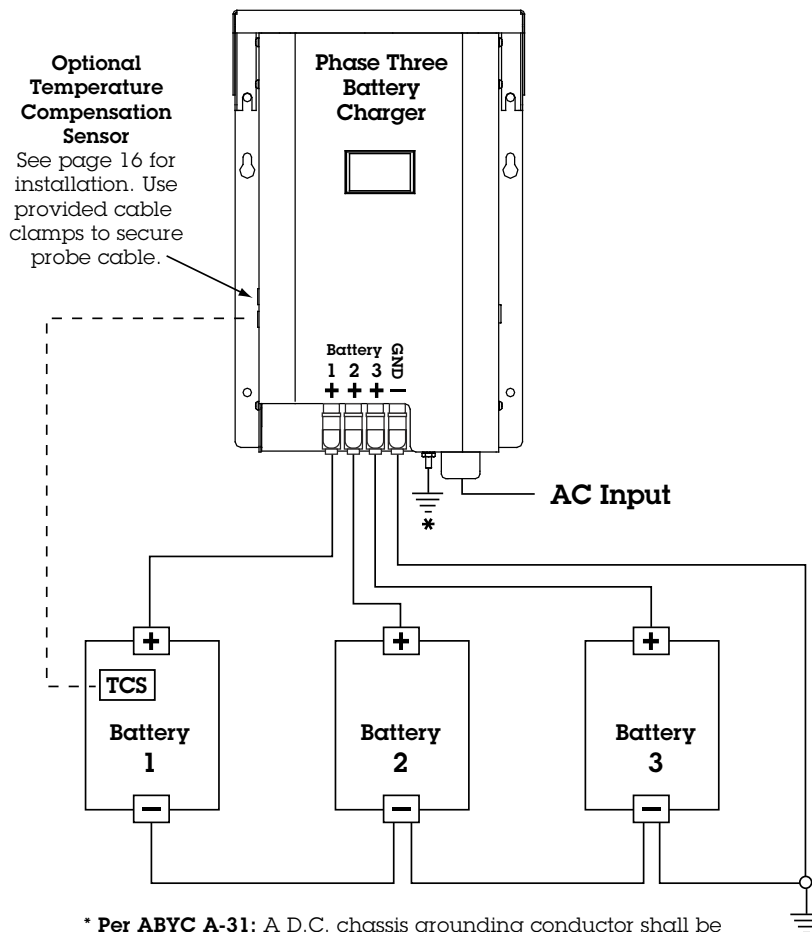 Optional
Temperature
Compensation
Sensor
See page 16 for
installation. Use
provided cable
clamps to secure
probe cable.
Phase Three
Battery
Charger
Battery
1 2 3 GND
+ + + −
AC Input
*
+
+
+
TCS
Battery
1
Battery
2
Battery
3
−
−
−
* Per ABYC A-31: A D.C. chassis grounding conductor shall be